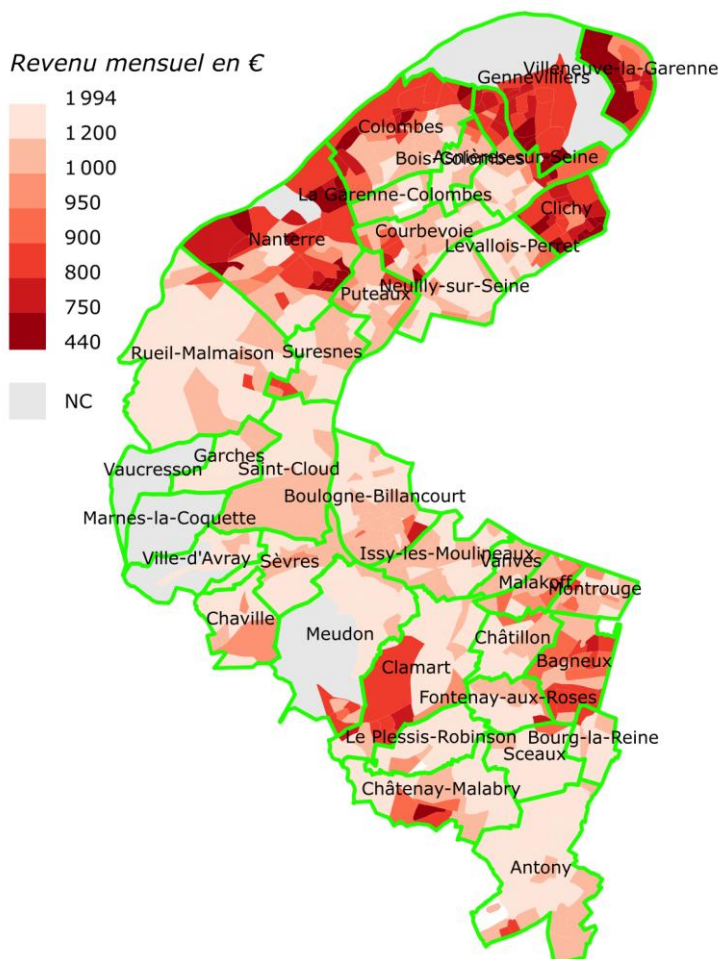 Revenu mensuel en €
1 994
1 200
1 000
950
900
800
750
440
NC
Villeneuve-la-Garenne
Gennevilliers
Colombes
Bois-Colombes
Asnières-sur-Seine
La Garenne-Colombes
Clichy
Courbevoie
Nanterre
Levallois-Perret
Neuilly-sur-Seine
Puteaux
Rueil-Malmaison
Suresnes
Garches
Vaucresson
Saint-Cloud
Boulogne-Billancourt
Marnes-la-Coquette
Issy-les-Moulineaux
Ville-d'Avray
Sèvres
Vanves
Malakoff
Montrouge
Chaville
Meudon
Châtillon
Clamart
Bagneux
Fontenay-aux-Roses
Le Plessis-Robinson
Bourg-la-Reine
Sceaux
Châtenay-Malabry
Antony